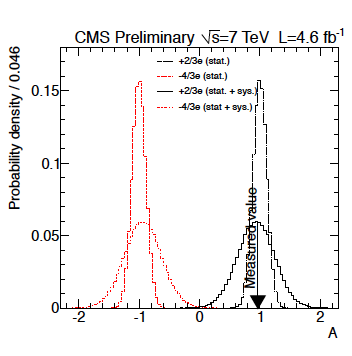 CMS Preliminary √s=7 TeV L=4.6 fb-1
+2/3e (stat.)
-4/3e (stat.)
+2/3e (stat. + sys.)
-4/3e (stat + sys.)
Probability density / 0.046
0.15
0.1
0.05
0
Measured value
-2 -1 0 1 2
A